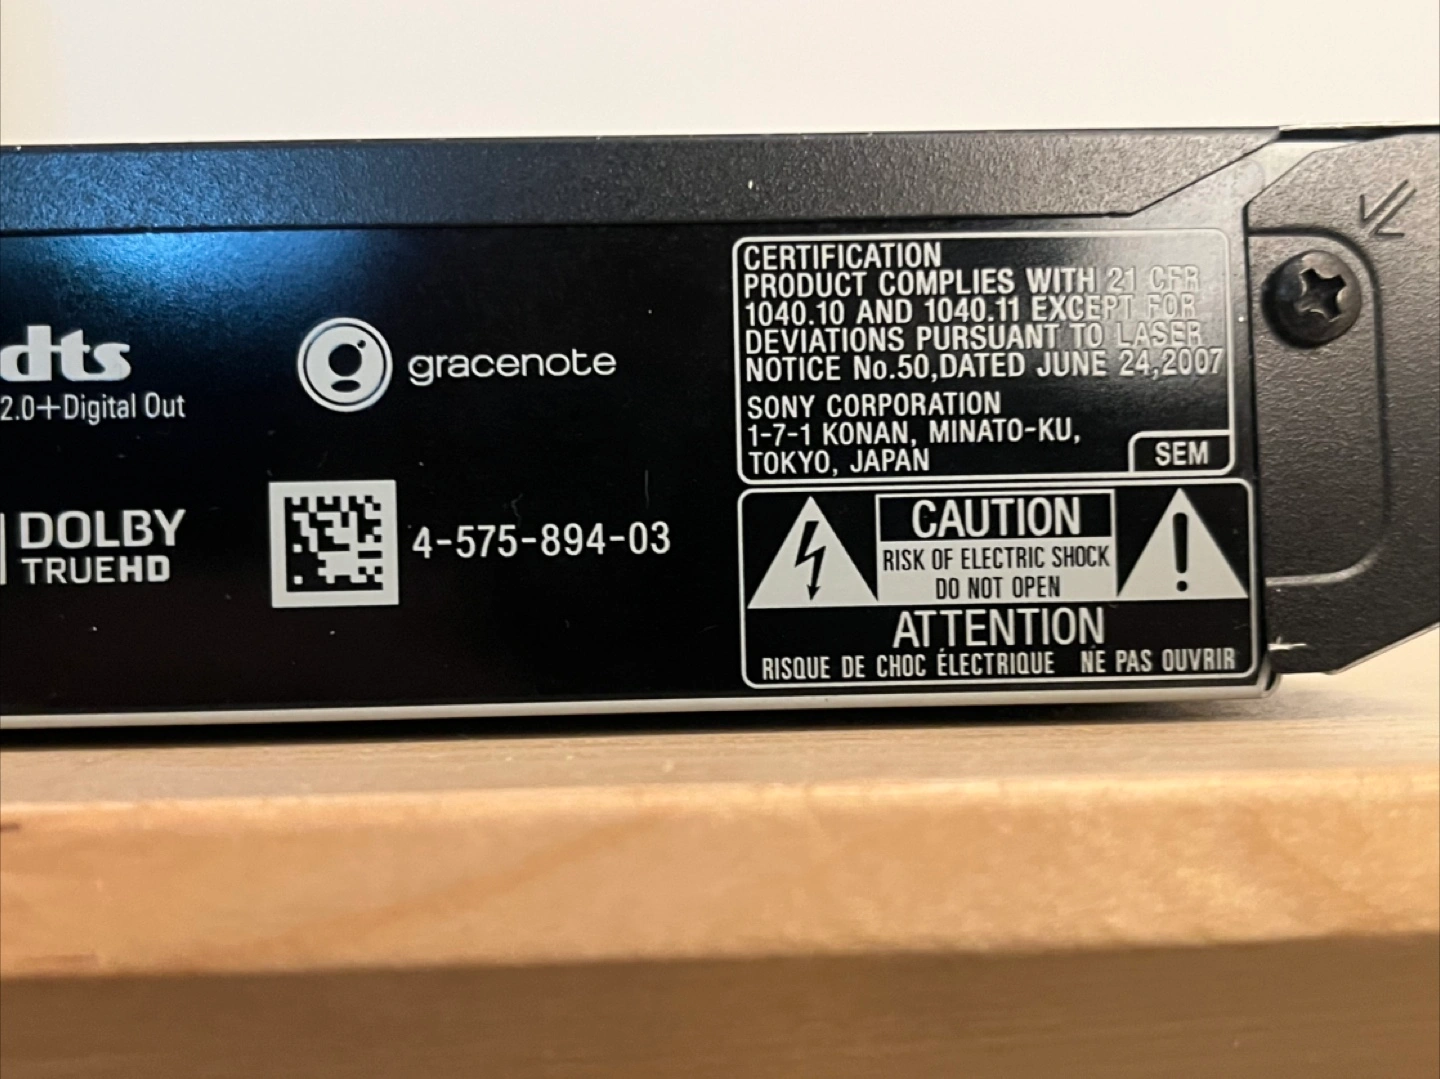 dts
2.0+Digital Out
gracenote
DOLBY
TRUEHD
4-575-894-03
CERTIFICATION
PRODUCT COMPLIES WITH 21 CFR
1040.10 AND 1040.11 EXCEPT FOR
DEVIATIONS PURSUANT TO LASER
NOTICE No.50,DATED JUNE 24,2007
SONY CORPORATION
1-7-1 KONAN, MINATO-KU,
TOKYO, JAPAN
SEM
CAUTION
RISK OF ELECTRIC SHOCK
DO NOT OPEN
ATTENTION
RISQUE DE CHOC ÉLECTRIQUE NE PAS OUVRIR